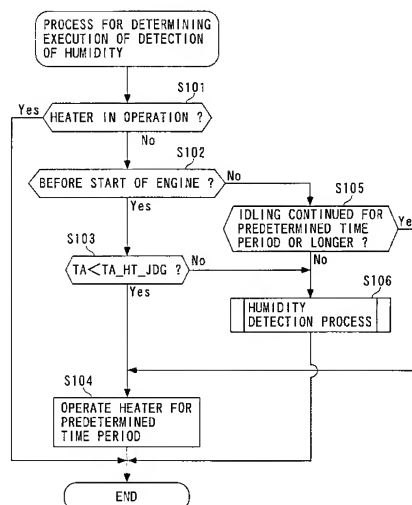 PROCESS FOR DETERMINING
EXECUTION OF DETECTION
OF HUMIDITY
S101
Yes
HEATER IN OPERATION ?
No
S102
BEFORE START OF ENGINE ?
No
Yes
S105
IDLING CONTINUED FOR
PREDETERMINED TIME
PERIOD OR LONGER ?
Yes
No
S103
TA<TA_HT_JDG ?
No
Yes
S106
HUMIDITY
DETECTION PROCESS
S104
OPERATE HEATER FOR
PREDETERMINED
TIME PERIOD
END